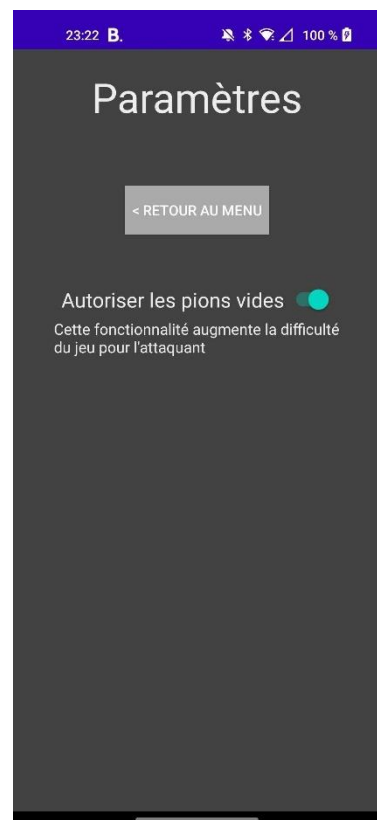 23:22 B. 100 %
Paramètres
< RETOUR AU MENU
Autoriser les pions vides
Cette fonctionnalité augmente la difficulté
du jeu pour l'attaquant